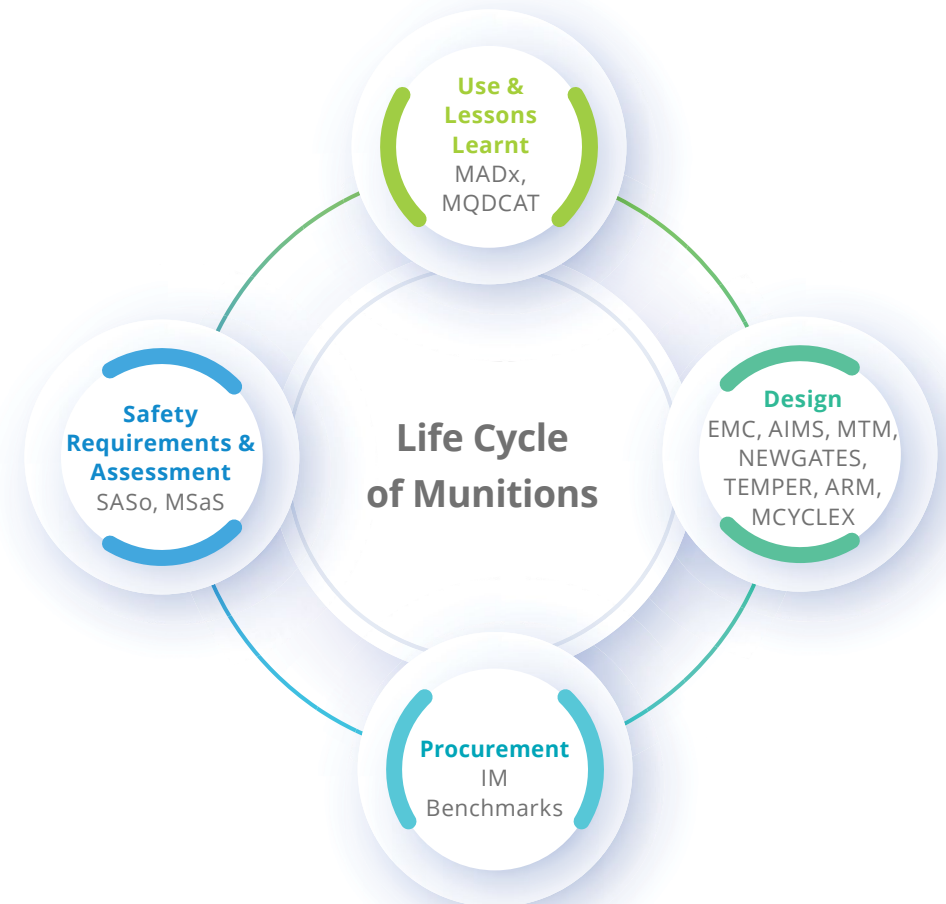 Use &
Lessons
Learnt
MADx,
MQDCAT
Safety
Requirements &
Assessment
SASo, MSaS
Life Cycle
of Munitions
Design
EMC, AIMS, MTM,
NEWGATES,
TEMPER, ARM,
MCYCLEX
Procurement
IM
Benchmarks